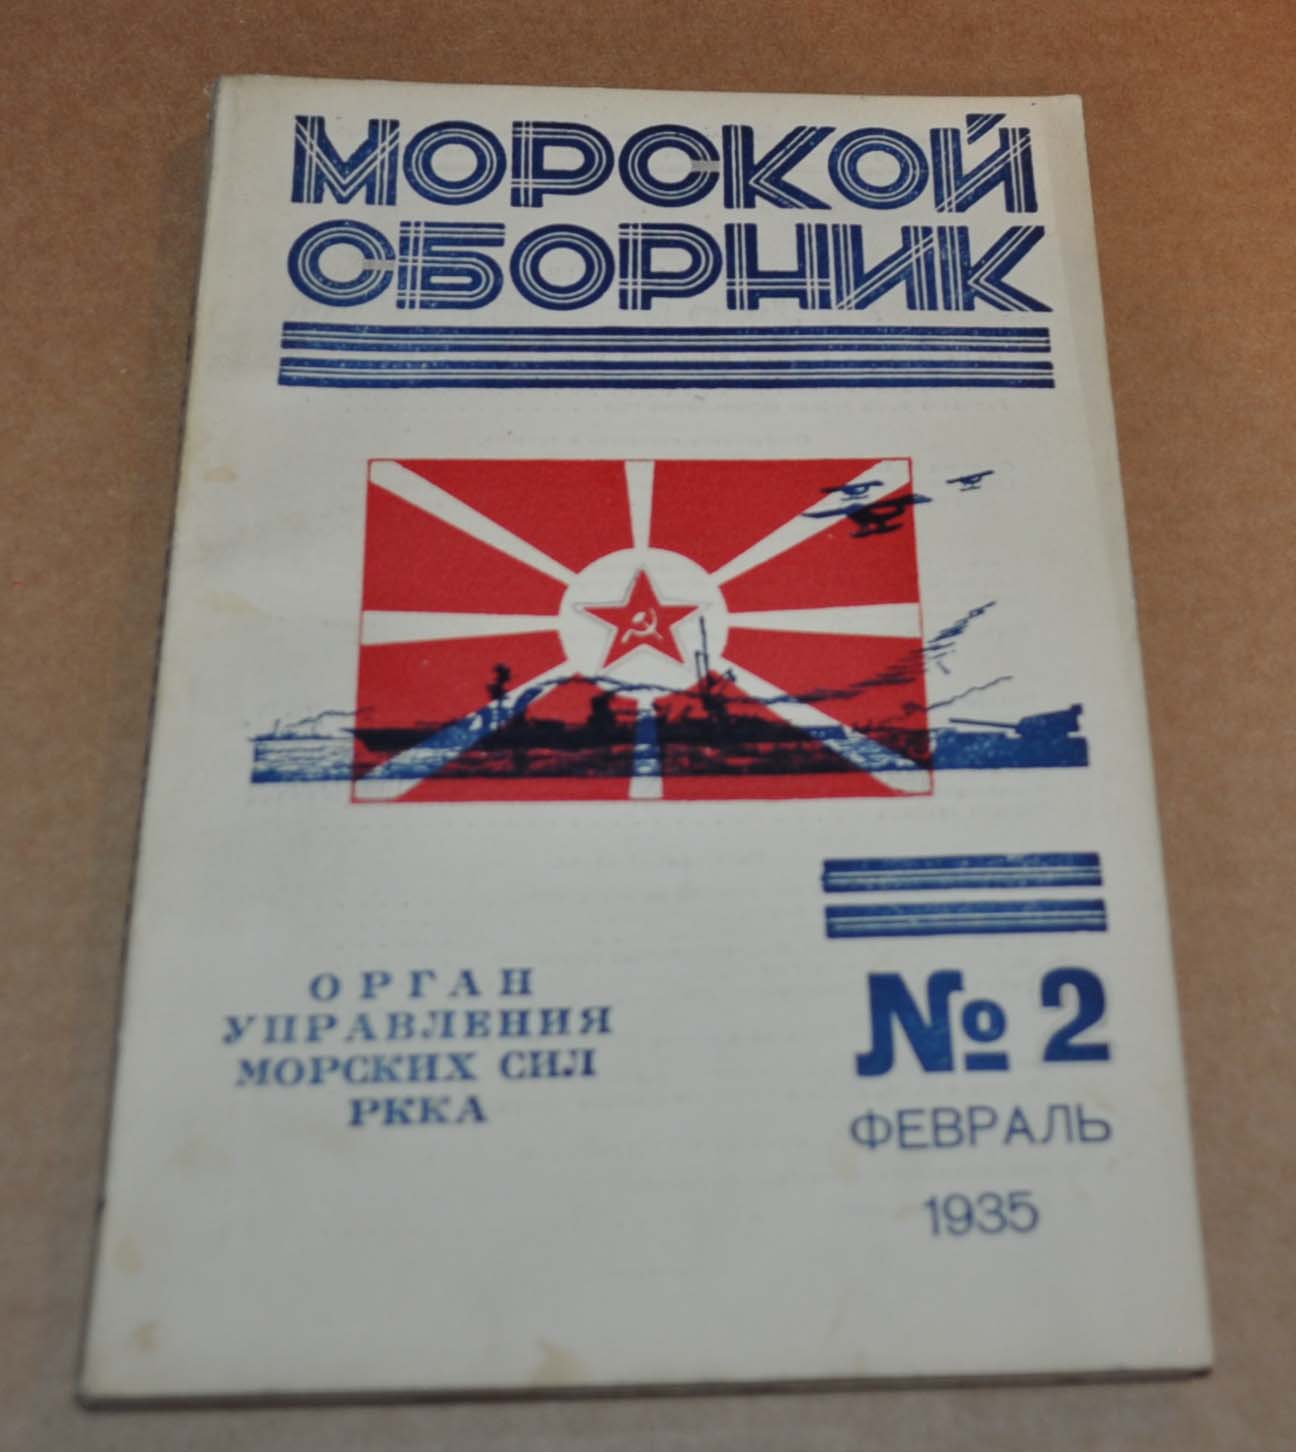 МОРСКОЙ
СБОРНИК
ОРГАН
УПРАВЛЕНИЯ
МОРСКИХ СИЛ
РККА
№ 2
ФЕВРАЛЬ
1935